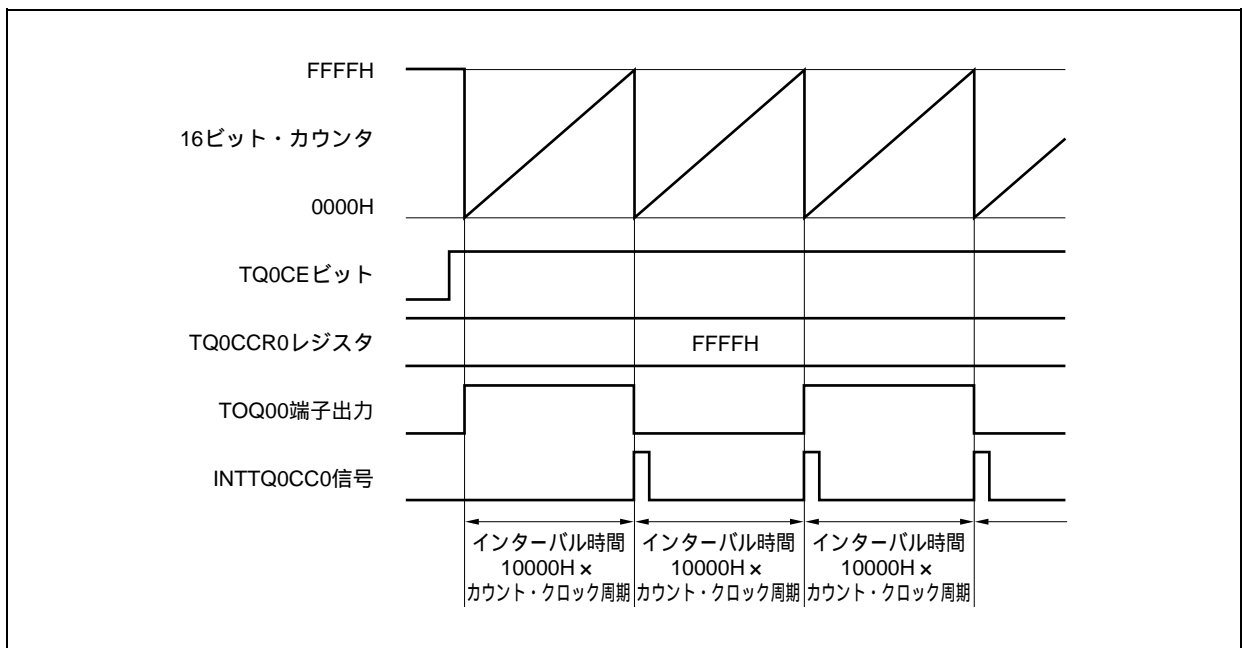 FFFFH
16ビット・カウンタ
0000H
TQ0CEビット
TQ0CCR0レジスタ
FFFFH
TOQ00端子出力
INTTQ0CC0信号
インターバル時間
10000H×
カウント・クロック周期
インターバル時間
10000H×
カウント・クロック周期
インターバル時間
10000H×
カウント・クロック周期